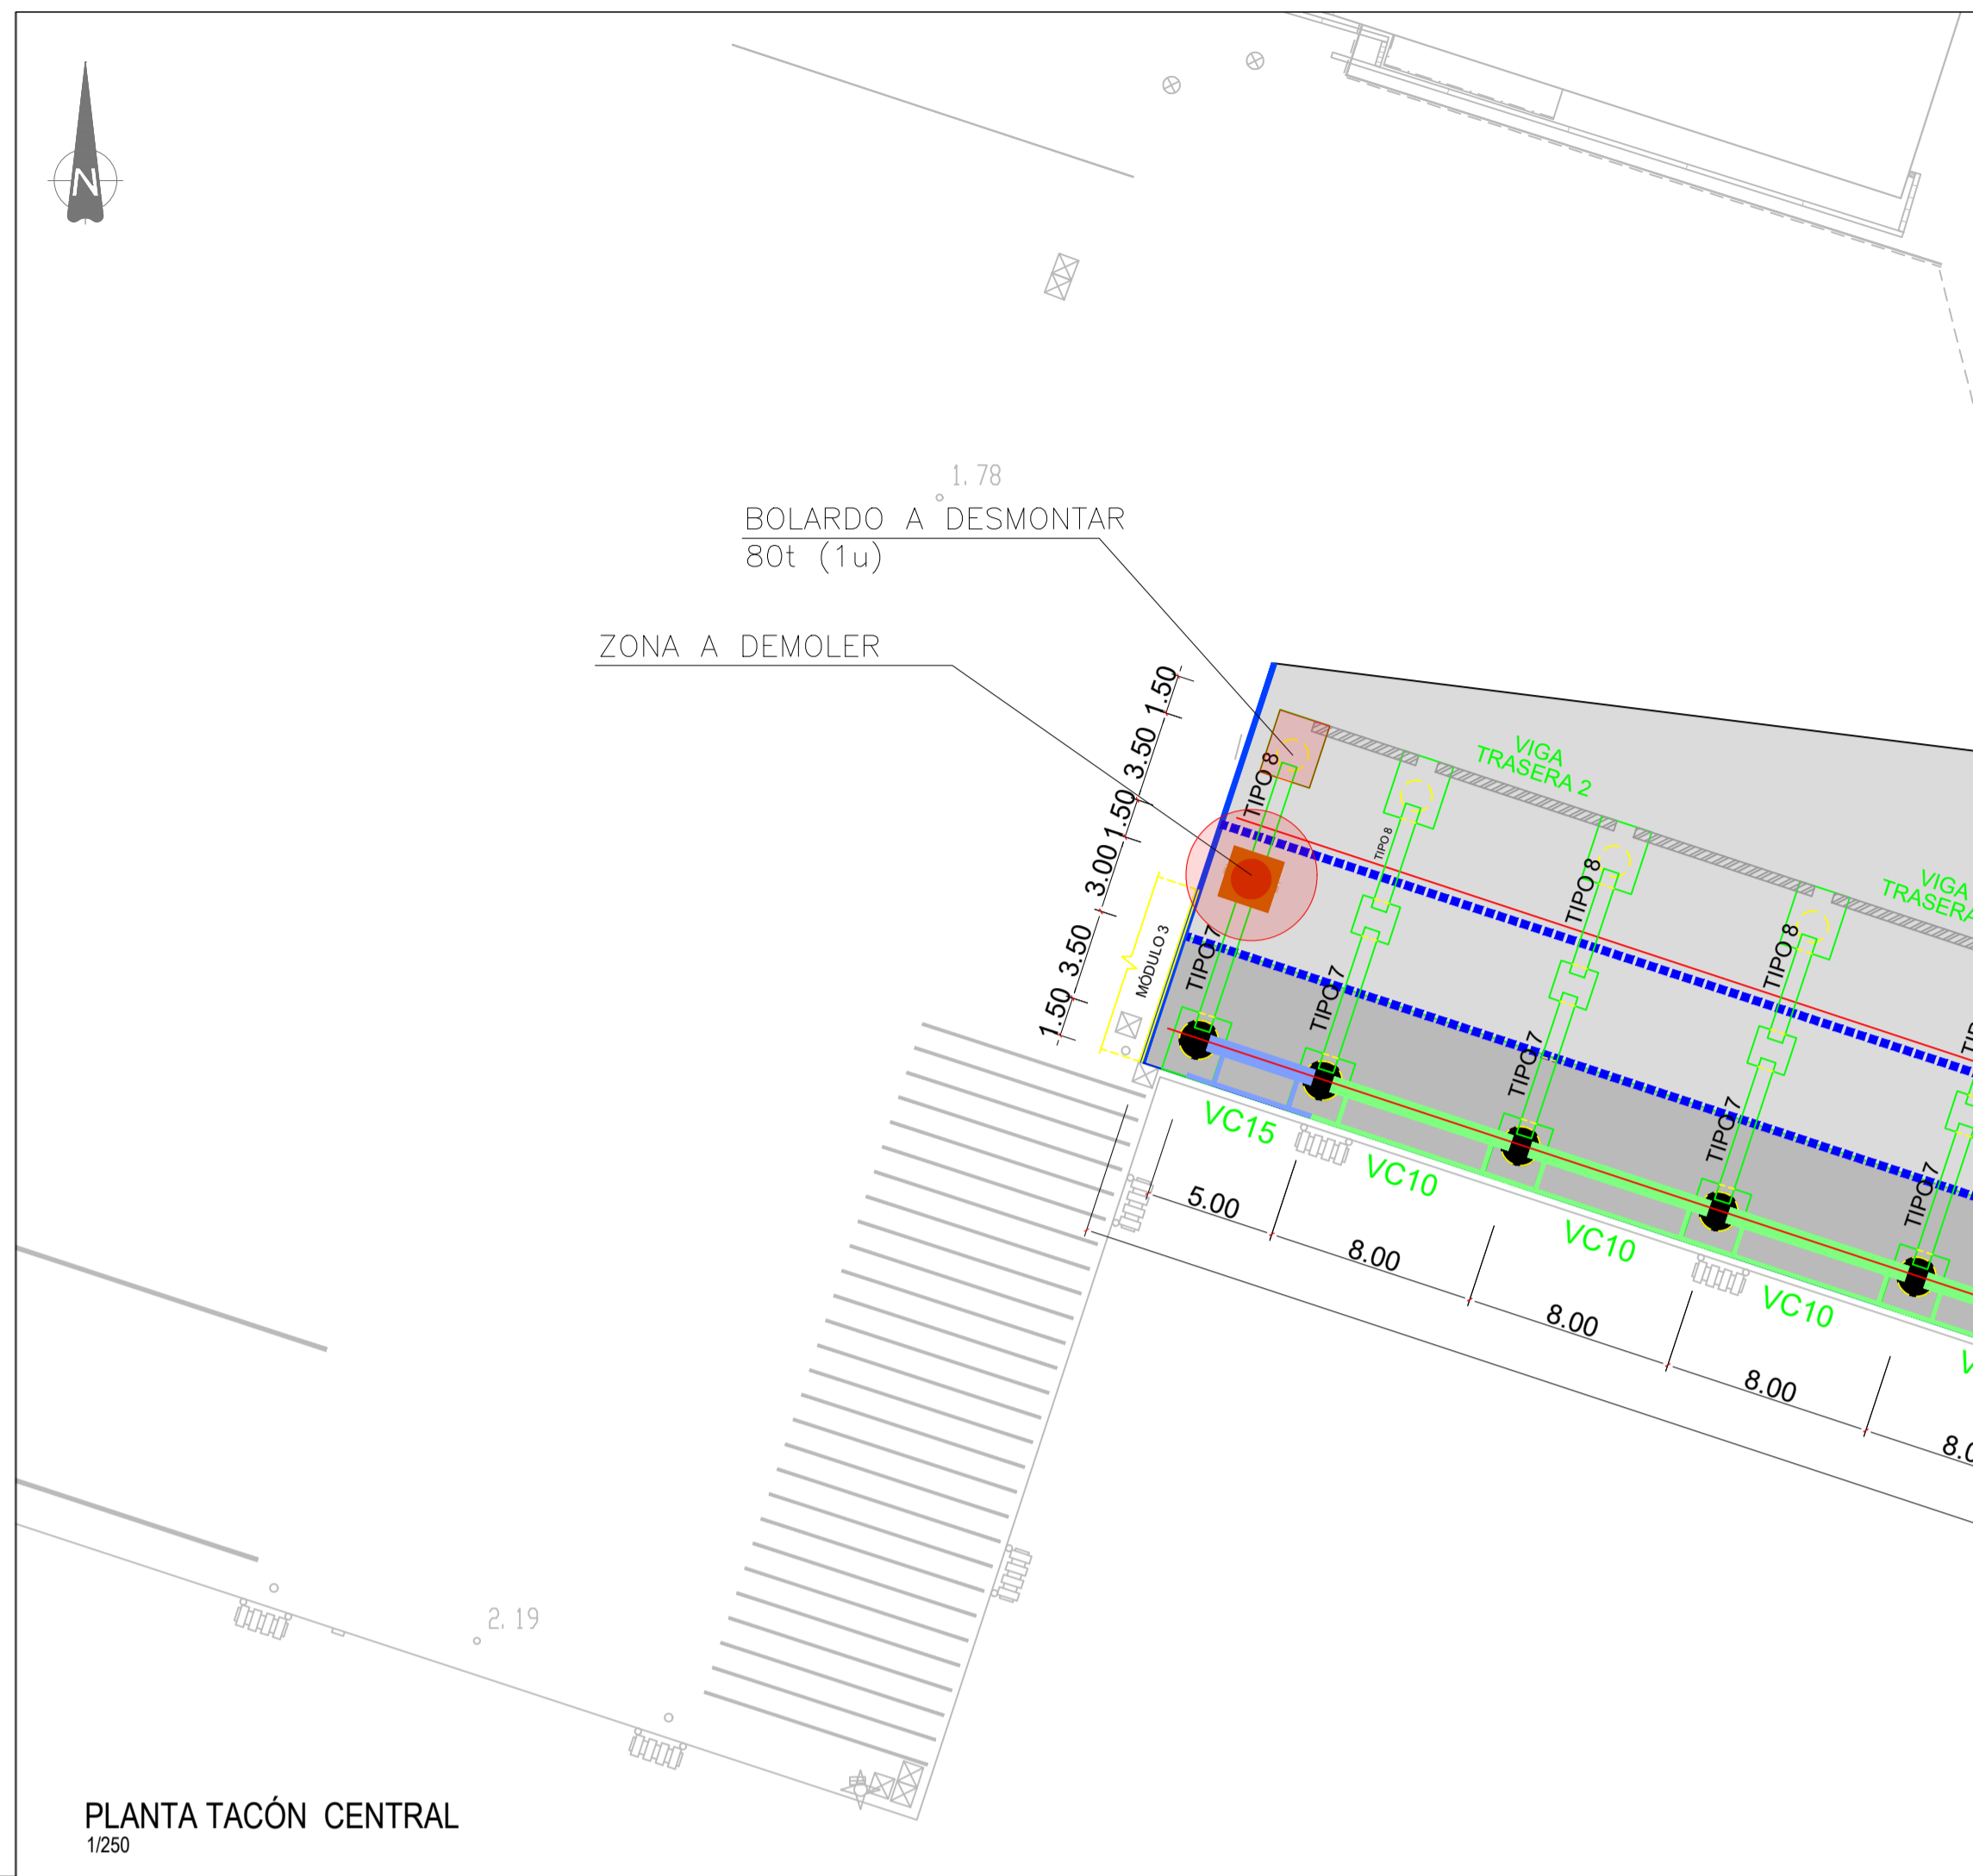 N
1.78
BOLARDO A DESMONTAR
80t (1u)
ZONA A DEMOLER
1.50
3.50
1.50
3.00
3.50
1.50
MÓDULO 3
TIPO 8
TIPO 8
TIPO 8
TIPO 8
VIGA
TRASERA 2
VIGA
TRASERA
TIPO 7
TIPO 7
TIPO 7
TIPO 7
TIPO 7
VC15
VC10
VC10
VC10
5.00
8.00
8.00
8.00
2.19
PLANTA TACÓN CENTRAL
1/250